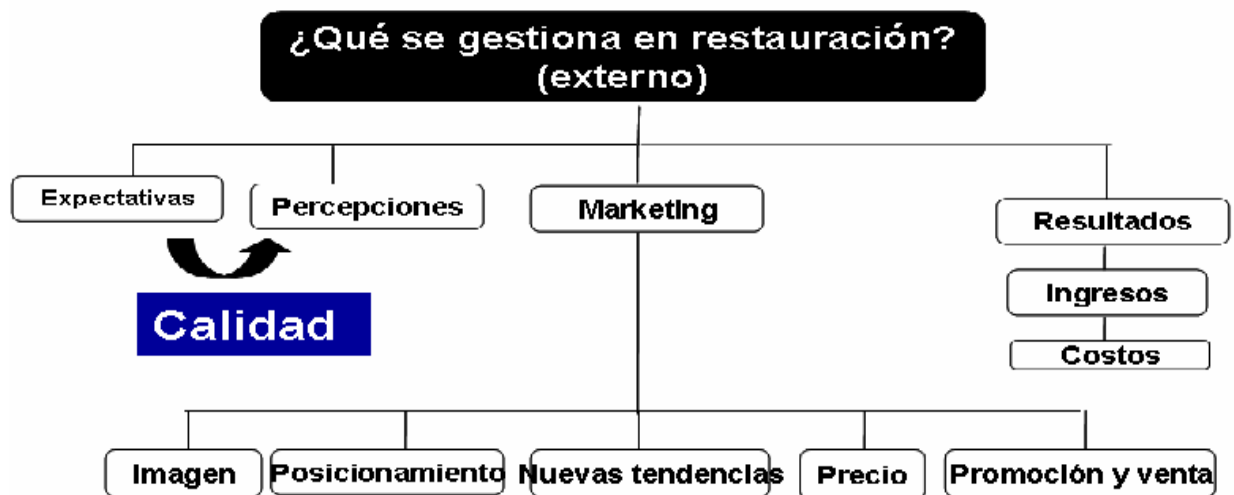 ¿Qué se gestiona en restauración?
(externo)
Expectativas
Percepciones
Marketing
Resultados
Calidad
Ingresos
Costos
Imagen
Posicionamiento
Nuevas tendencias
Precio
Promoción y venta